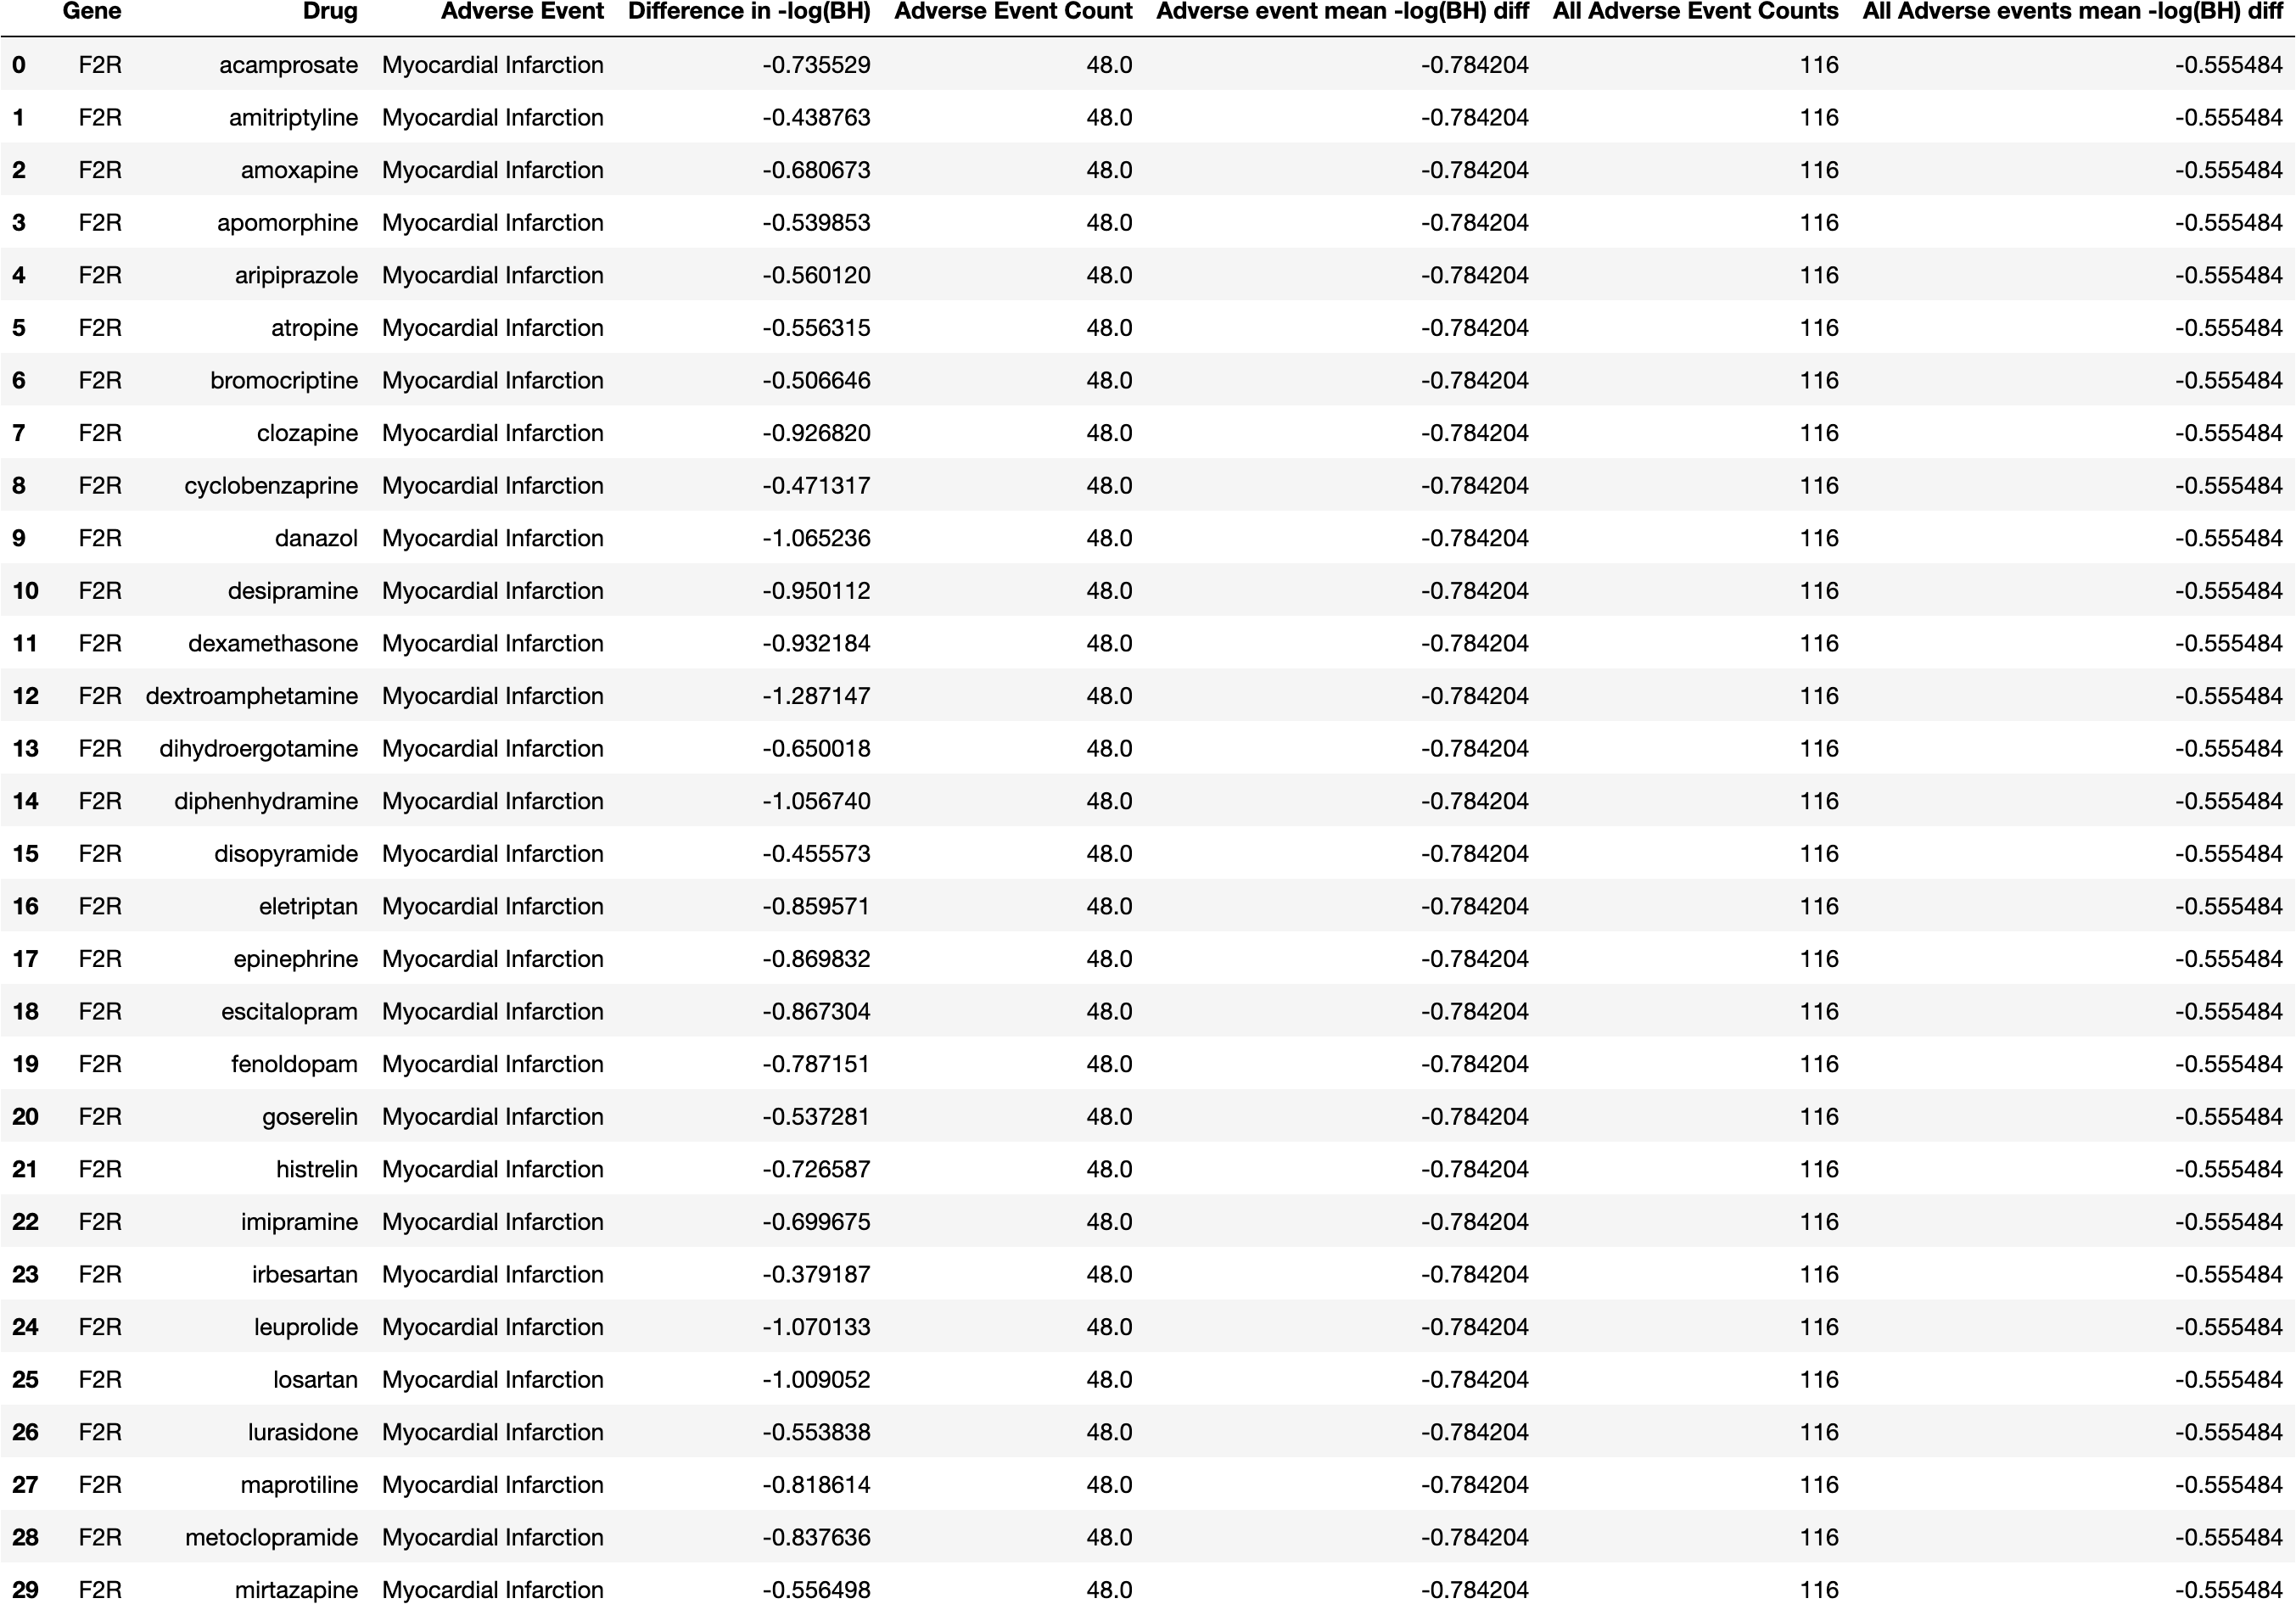 Gene Drug Adverse Event Difference in -log(BH) Adverse Event Count Adverse event mean -log(BH) diff All Adverse Event Counts All Adverse events mean -log(BH) diff
0 F2R acamprosate Myocardial Infarction -0.735529 48.0 -0.784204 116 -0.555484
1 F2R amitriptyline Myocardial Infarction -0.438763 48.0 -0.784204 116 -0.555484
2 F2R amoxapine Myocardial Infarction -0.680673 48.0 -0.784204 116 -0.555484
3 F2R apomorphine Myocardial Infarction -0.539853 48.0 -0.784204 116 -0.555484
4 F2R aripiprazole Myocardial Infarction -0.560120 48.0 -0.784204 116 -0.555484
5 F2R atropine Myocardial Infarction -0.556315 48.0 -0.784204 116 -0.555484
6 F2R bromocriptine Myocardial Infarction -0.506646 48.0 -0.784204 116 -0.555484
7 F2R clozapine Myocardial Infarction -0.926820 48.0 -0.784204 116 -0.555484
8 F2R cyclobenzaprine Myocardial Infarction -0.471317 48.0 -0.784204 116 -0.555484
9 F2R danazol Myocardial Infarction -1.065236 48.0 -0.784204 116 -0.555484
10 F2R desipramine Myocardial Infarction -0.950112 48.0 -0.784204 116 -0.555484
11 F2R dexamethasone Myocardial Infarction -0.932184 48.0 -0.784204 116 -0.555484
12 F2R dextroamphetamine Myocardial Infarction -1.287147 48.0 -0.784204 116 -0.555484
13 F2R dihydroergotamine Myocardial Infarction -0.650018 48.0 -0.784204 116 -0.555484
14 F2R diphenhydramine Myocardial Infarction -1.056740 48.0 -0.784204 116 -0.555484
15 F2R disopyramide Myocardial Infarction -0.455573 48.0 -0.784204 116 -0.555484
16 F2R eletriptan Myocardial Infarction -0.859571 48.0 -0.784204 116 -0.555484
17 F2R epinephrine Myocardial Infarction -0.869832 48.0 -0.784204 116 -0.555484
18 F2R escitalopram Myocardial Infarction -0.867304 48.0 -0.784204 116 -0.555484
19 F2R fenoldopam Myocardial Infarction -0.787151 48.0 -0.784204 116 -0.555484
20 F2R goserelin Myocardial Infarction -0.537281 48.0 -0.784204 116 -0.555484
21 F2R histrelin Myocardial Infarction -0.726587 48.0 -0.784204 116 -0.555484
22 F2R imipramine Myocardial Infarction -0.699675 48.0 -0.784204 116 -0.555484
23 F2R irbesartan Myocardial Infarction -0.379187 48.0 -0.784204 116 -0.555484
24 F2R leuprolide Myocardial Infarction -1.070133 48.0 -0.784204 116 -0.555484
25 F2R losartan Myocardial Infarction -1.009052 48.0 -0.784204 116 -0.555484
26 F2R lurasidone Myocardial Infarction -0.553838 48.0 -0.784204 116 -0.555484
27 F2R maprotiline Myocardial Infarction -0.818614 48.0 -0.784204 116 -0.555484
28 F2R metoclopramide Myocardial Infarction -0.837636 48.0 -0.784204 116 -0.555484
29 F2R mirtazapine Myocardial Infarction -0.556498 48.0 -0.784204 116 -0.555484